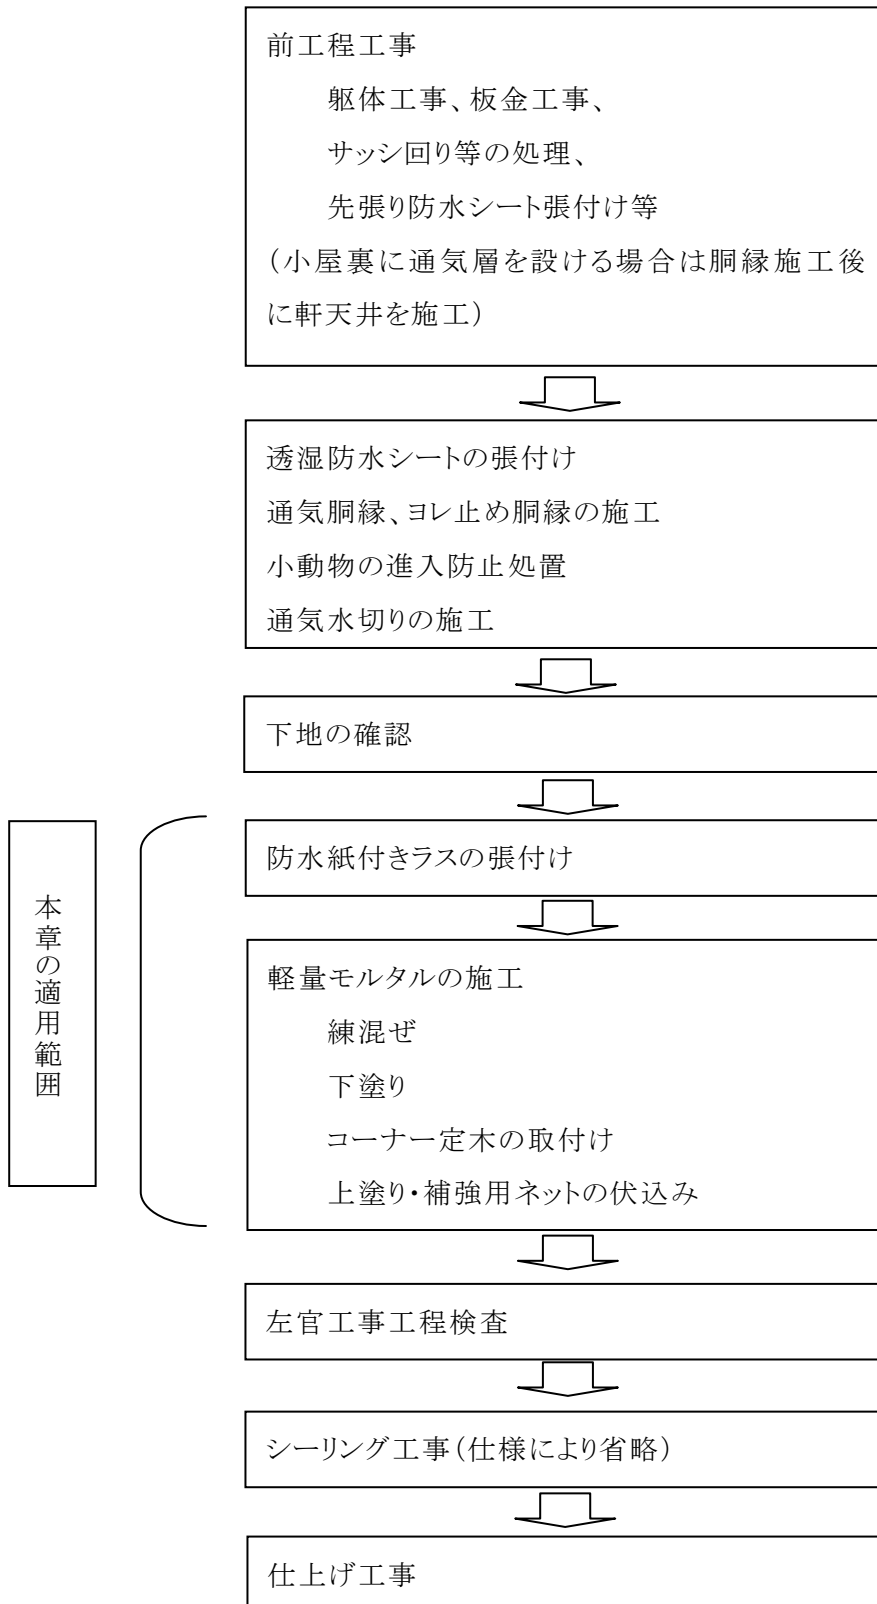 前工程工事
躯体工事、板金工事、
サッシ回り等の処理、
先張り防水シート張付け等
(小屋裏に通気層を設ける場合は胴縁施工後
に軒天井を施工)
透湿防水シートの張付け
通気胴縁、ヨレ止め胴縁の施工
小動物の進入防止処置
通気水切りの施工
下地の確認
本章の適用範囲
防水紙付きラスの張付け
軽量モルタルの施工
練混ぜ
下塗り
コーナー定木の取付け
上塗り・補強用ネットの伏込み
左官工事工程検査
シーリング工事(仕様により省略)
仕上げ工事